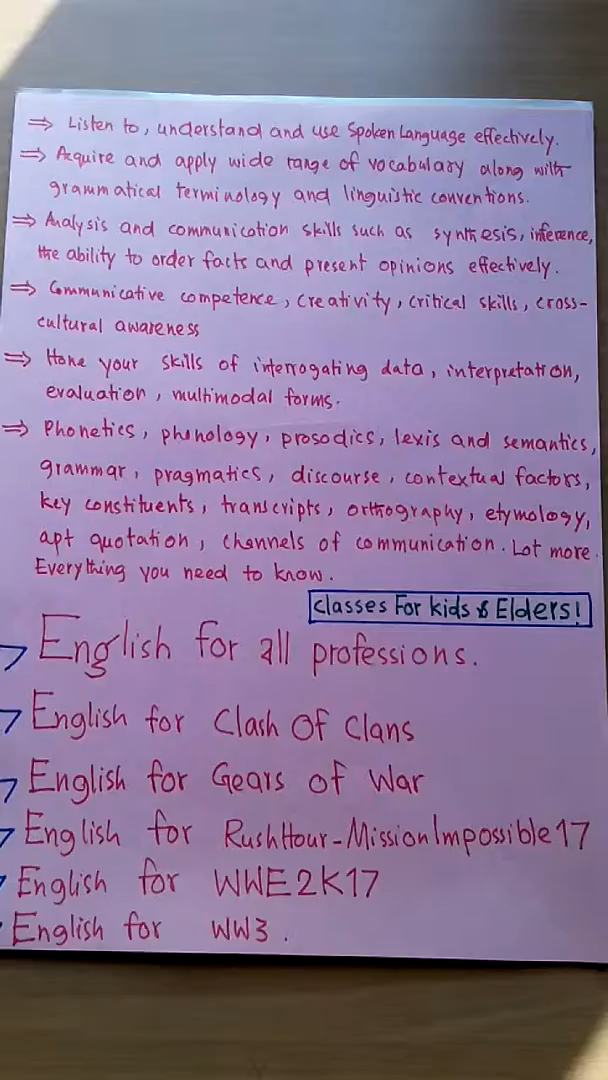 ⇒ Listen to, understand and use Spoken Language effectively.
⇒ Acquire and apply wide range of vocabulary along with
grammatical terminology and linguistic conventions.
⇒ Analysis and communication skills such as synthesis, inference,
the ability to order facts and present opinions effectively.
⇒ Communicative competence, creativity, critical skills, cross-
cultural awareness
⇒ Hone your skills of interrogating data, interpretation,
evaluation, multimodal forms.
⇒ Phonetics, phonology, prosodics, lexis and semantics,
grammar, pragmatics, discourse, contextual factors,
key constituents, transcripts, orthography, etymology,
apt quotation, channels of communication. Lot more.
Everything you need to know.
Classes For kids & Elders!
English for all professions.
English for Clash Of Clans
English for Gears of War
English for RushHour-MissionImpossible17
English for WWE2K17
English for WW3.